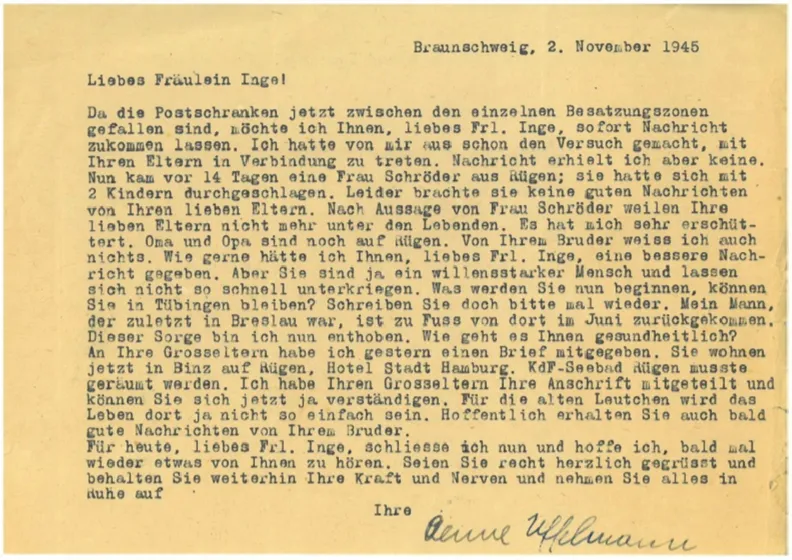 Braunschweig, 2. November 1945
Liebes Fräulein Inge!
Da die Postschranken jetzt zwischen den einzelnen Besatzungszonen
gefallen sind, möchte ich Ihnen, liebes Frl. Inge, sofort Nachricht
zukommen lassen. Ich hatte von mir aus schon den Versuch gemacht, mit
Ihren Eltern in Verbindung zu treten. Nachricht erhielt ich aber keine.
Nun kam vor 14 Tagen eine Frau Schröder aus Rügen; sie hatte sich mit
2 Kindern durchgeschlagen. Leider brachte sie keine guten Nachrichten
von Ihren lieben Eltern. Nach Aussage von Frau Schröder weilen Ihre
lieben Eltern nicht mehr unter den Lebenden. Es hat mich sehr erschüt-
tert. Oma und Opa sind noch auf Rügen. Von Ihrem Bruder weiss ich auch
nichts. Wie gerne hätte ich Ihnen, liebes Frl. Inge, eine bessere Nach-
richt gegeben. Aber Sie sind ja ein willensstarker Mensch und lassen
sich nicht so schnell unterkriegen. Was werden Sie nun beginnen, können
Sie in Tübingen bleiben? Schreiben Sie doch bitte mal wieder. Mein Mann,
der zuletzt in Breslau war, ist zu Fuss von dort im Juni zurückgekommen.
Dieser Sorge bin ich nun enthoben. Wie geht es Ihnen gesundheitlich?
An Ihre Grosseltern habe ich gestern einen Brief mitgegeben. Sie wohnen
jetzt in Binz auf Rügen, Hotel Stadt Hamburg. KdF-Seebad Rügen musste
geräumt werden. Ich habe Ihren Grosseltern Ihre Anschrift mitgeteilt und
können Sie sich jetzt ja verständigen. Für die alten Leutchen wird das
Leben dort ja nicht so einfach sein. Hoffentlich erhalten Sie auch bald
gute Nachrichten von Ihrem Bruder.
Für heute, liebes Frl. Inge, schliesse ich nun und hoffe ich, bald mal
wieder etwas von Ihnen zu hören. Seien Sie recht herzlich gegrüsst und
behalten Sie weiterhin Ihre Kraft und Nerven und nehmen Sie alles in
Ruhe auf
Ihre